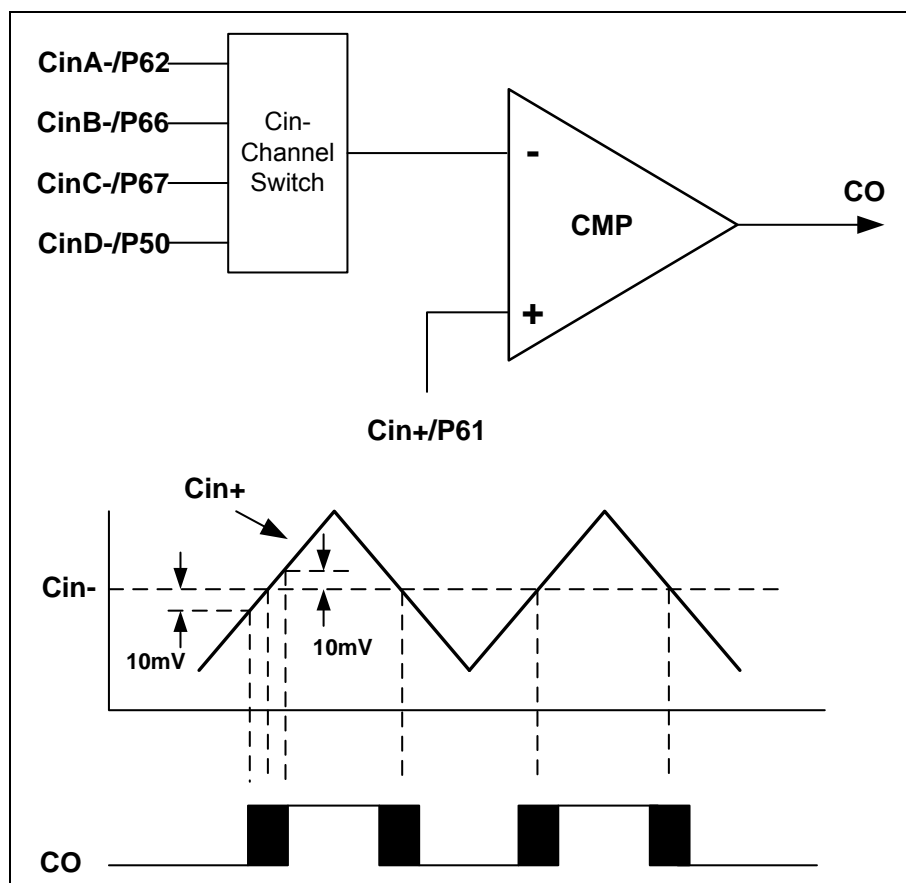 CinA-/P62
CinB-/P66
CinC-/P67
CinD-/P50
Cin-
Channel
Switch
-
CMP
+
CO
Cin+/P61
Cin+
Cin-
10mV
10mV
CO